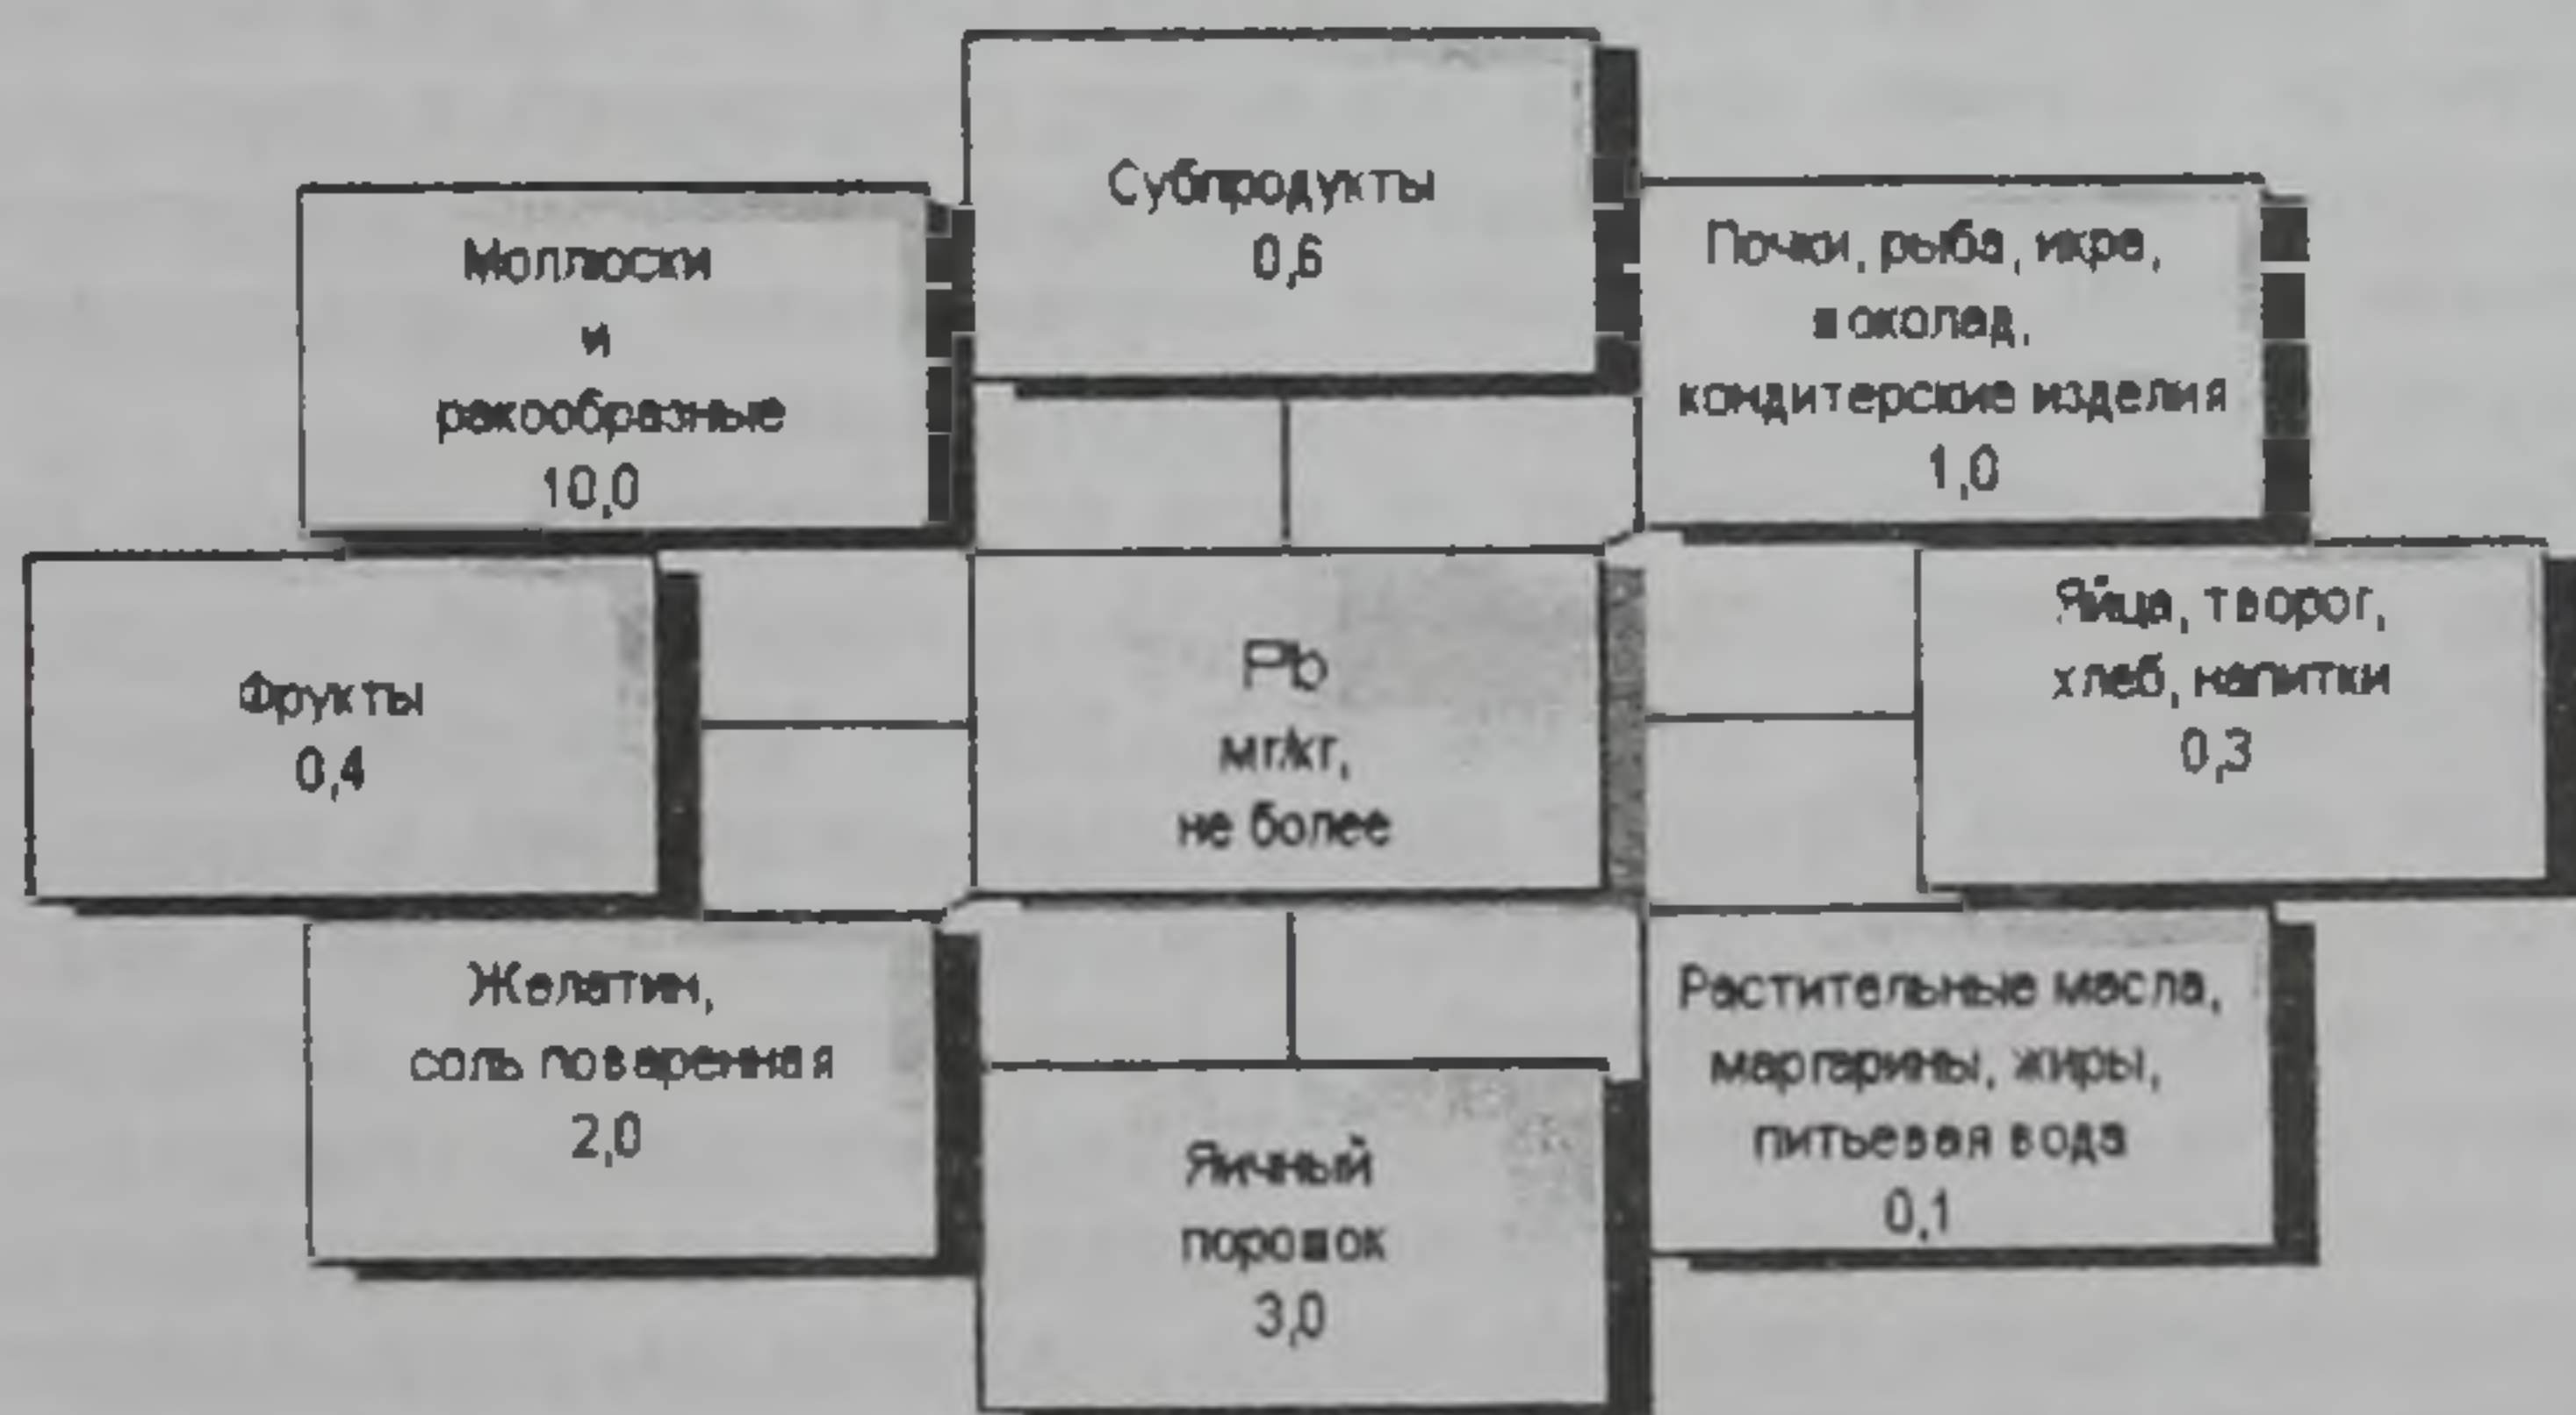 Субпродукты
0,6
Моллюски
и
ракообразные
10,0
Почки, рыба, икра,
шоколад,
кондитерские изделия
1,0
Фрукты
0,4
Pb
мг/кг,
не более
Яйца, творог,
хлеб, напитки
0,3
Желатин,
соль поваренная
2,0
Яичный
порошок
3,0
Растительные масла,
маргарины, жиры,
питьевая вода
0,1